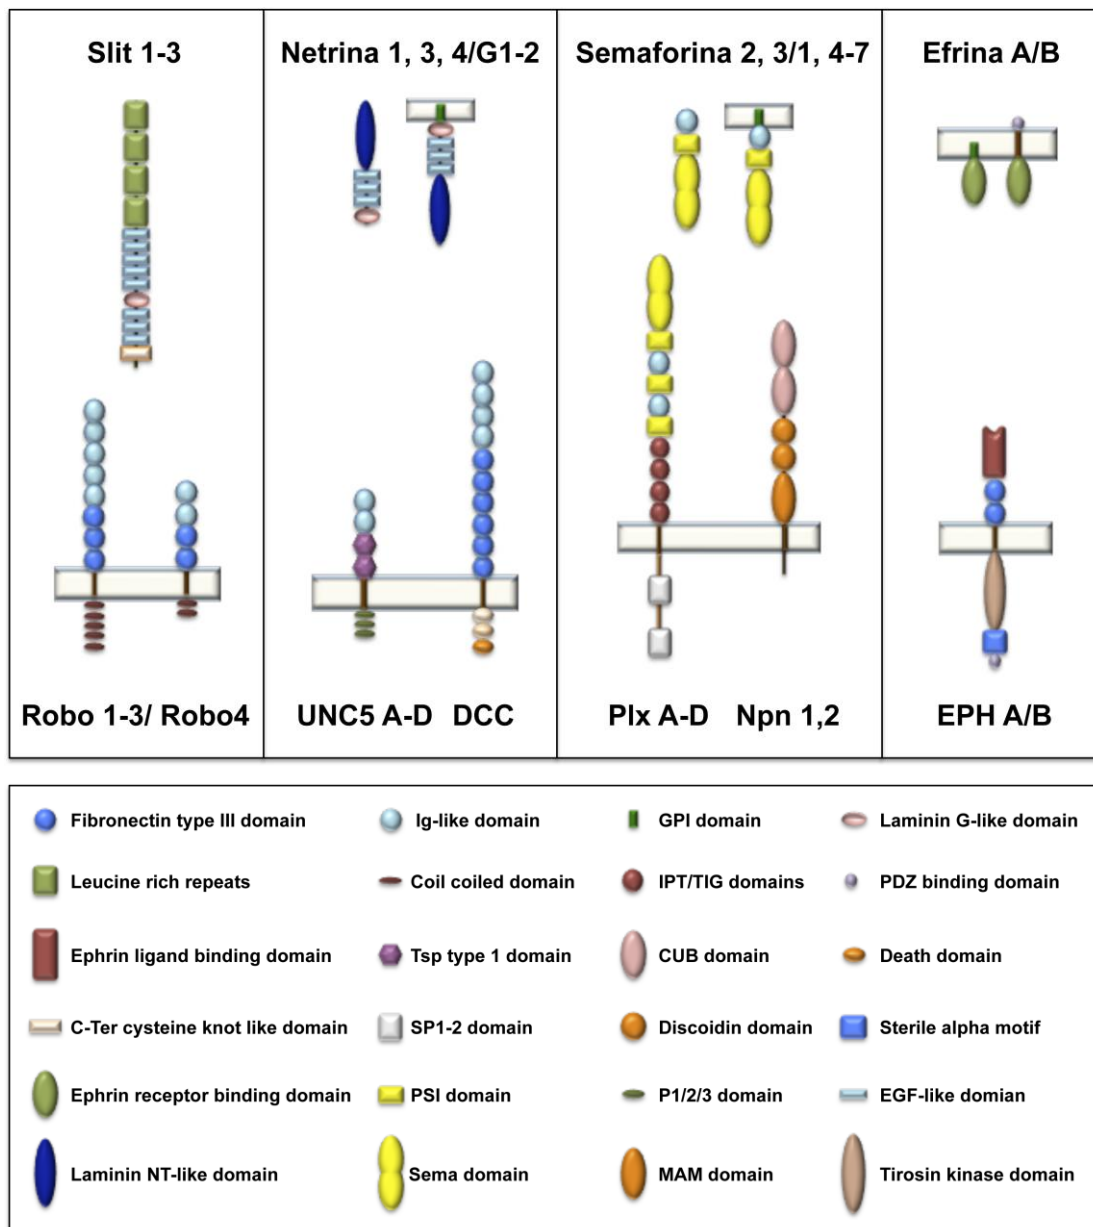 Slit 1-3
Netrina 1, 3, 4/G1-2
Semaforina 2, 3/1, 4-7
Efrina A/B
Robo 1-3/ Robo4
UNC5 A-D DCC
Plx A-D Npn 1,2
EPH A/B
Fibronectin type III domain
Ig-like domain
GPI domain
Laminin G-like domain
Leucine rich repeats
Coil coiled domain
IPT/TIG domains
PDZ binding domain
Ephrin ligand binding domain
Tsp type 1 domain
CUB domain
Death domain
C-Ter cysteine knot like domain
SP1-2 domain
Discoidin domain
Sterile alpha motif
Ephrin receptor binding domain
PSI domain
P1/2/3 domain
EGF-like domian
Laminin NT-like domain
Sema domain
MAM domain
Tirosin kinase domain